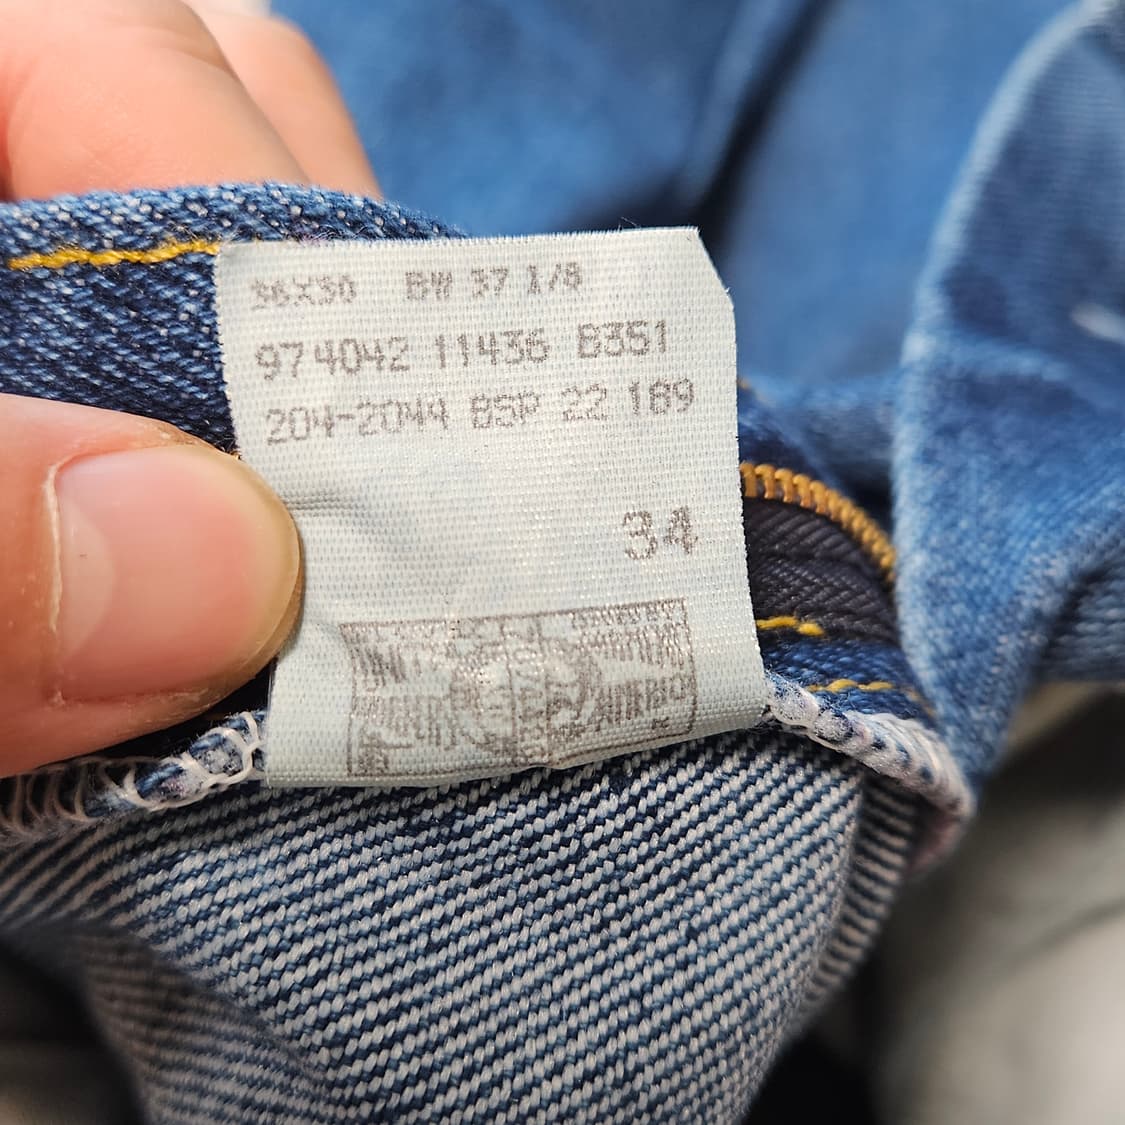 36X30 BW 37 1/8
974042 11436 B351
204-2044 BSP 22 189
34